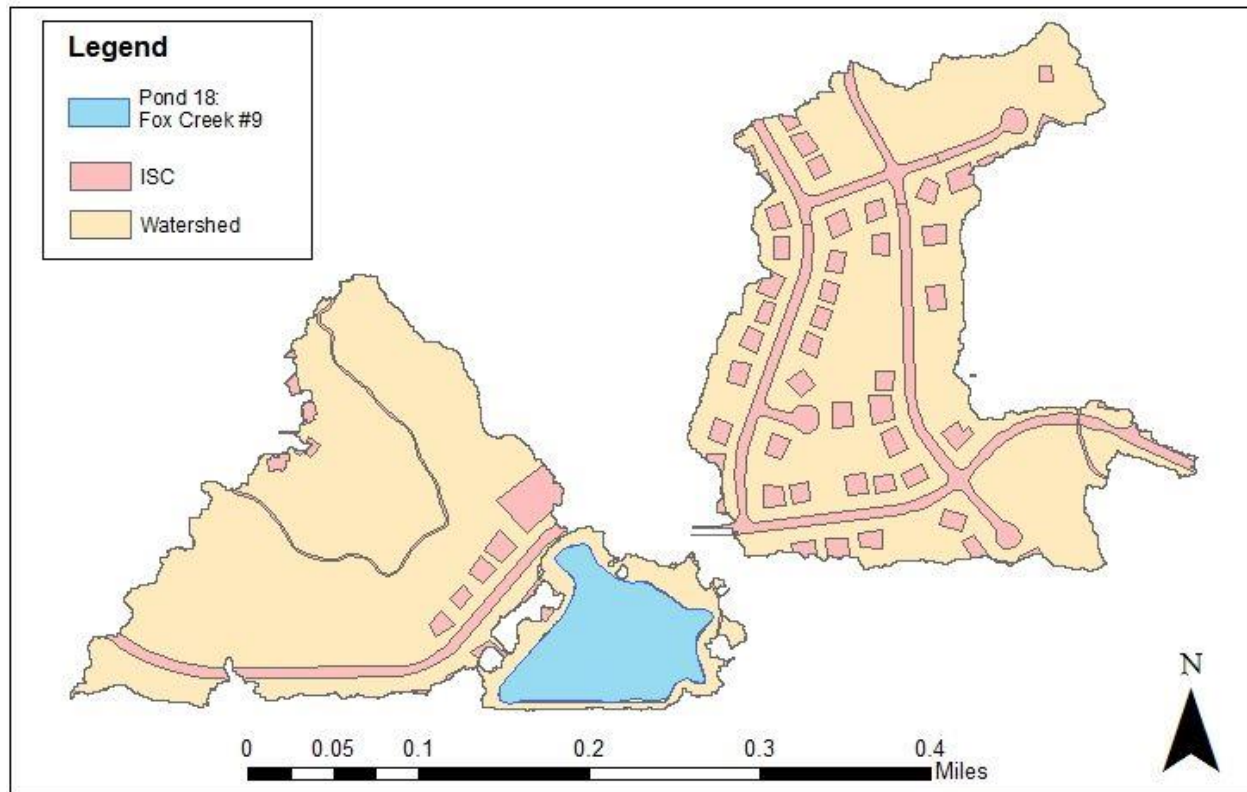 Legend
Pond 18:
Fox Creek #9
ISC
Watershed
N
0 0.05 0.1 0.2 0.3 0.4
Miles